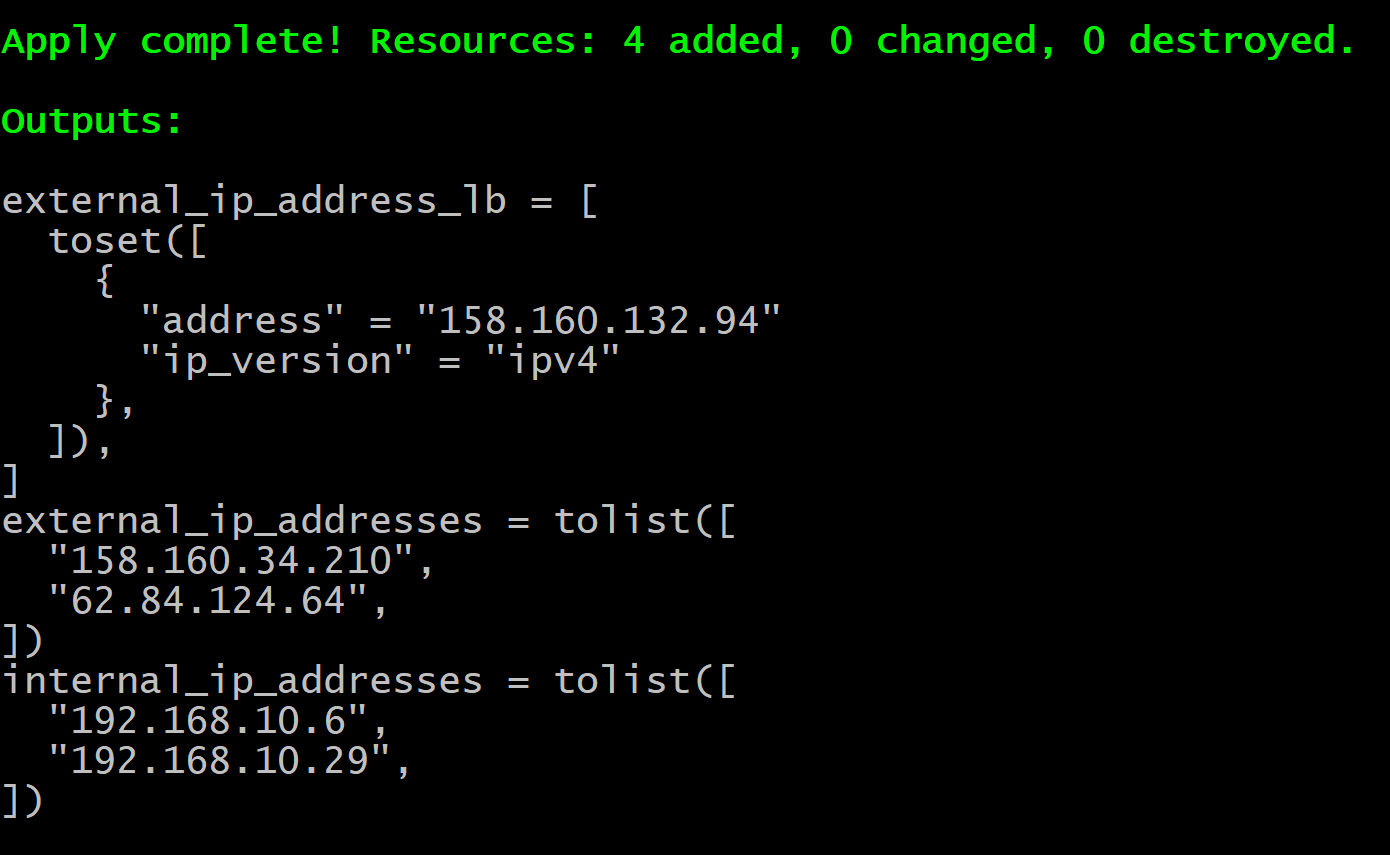 Apply complete! Resources: 4 added, 0 changed, 0 destroyed.
Outputs:
external_ip_address_lb = [
  toset([
    {
      "address" = "158.160.132.94"
      "ip_version" = "ipv4"
    },
  ]),
]
external_ip_addresses = tolist([
  "158.160.34.210",
  "62.84.124.64",
])
internal_ip_addresses = tolist([
  "192.168.10.6",
  "192.168.10.29",
])